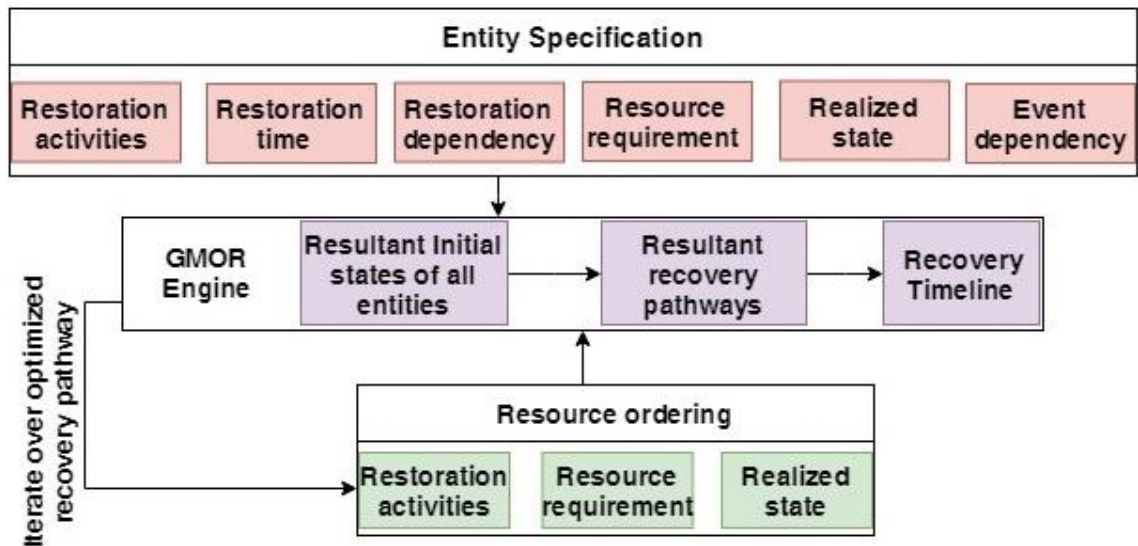 Entity Specification
Restoration
activities
Restoration
time
Restoration
dependency
Resource
requirement
Realized
state
Event
dependency
GMOR
Engine
Resultant Initial
states of all
entities
Resultant
recovery
pathways
Recovery
Timeline
Iterate over optimized
recovery pathway
Resource ordering
Restoration
activities
Resource
requirement
Realized
state